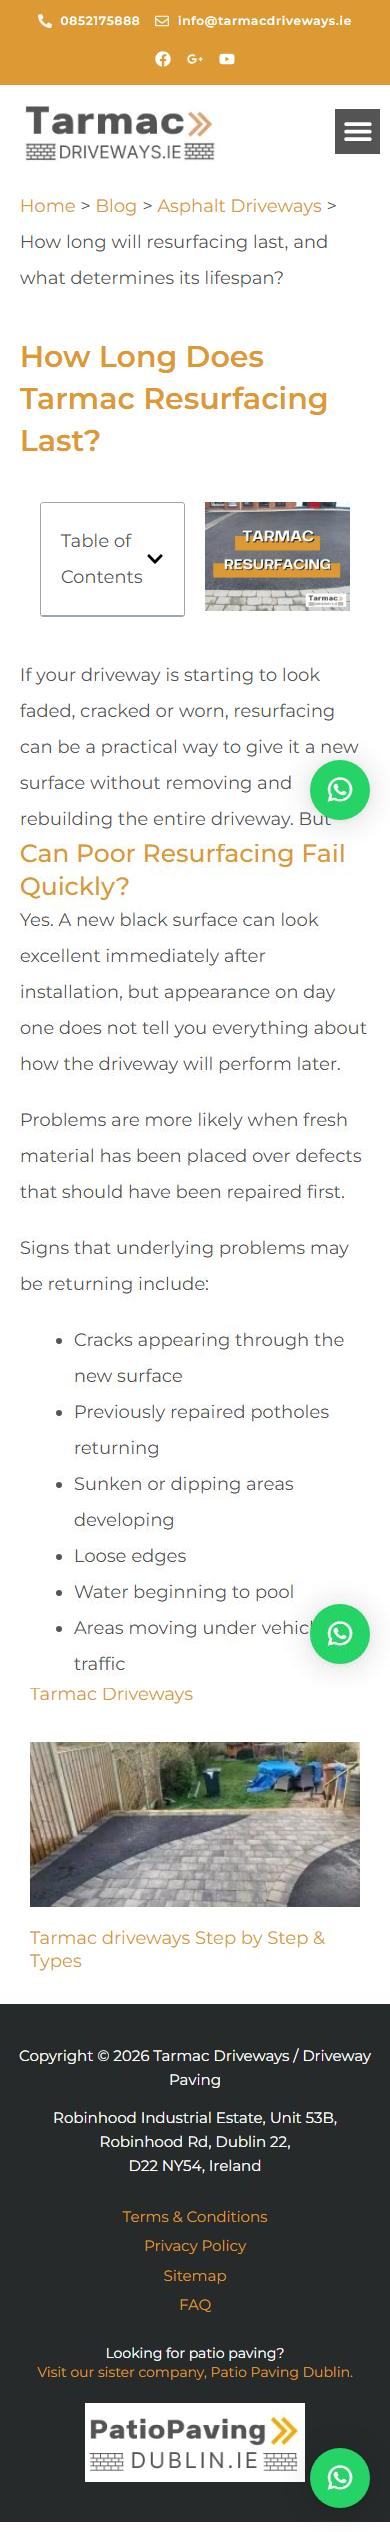 0852175888 info@tarmacdriveways.ie
Tarmac
DRIVEWAYS.IE
Home > Blog > Asphalt Driveways >
How long will resurfacing last, and
what determines its lifespan?
How Long Does
Tarmac Resurfacing
Last?
Table of
Contents
TARMAC
RESURFACING
Tarmac
If your driveway is starting to look
faded, cracked or worn, resurfacing
can be a practical way to give it a new
surface without removing and
rebuilding the entire driveway. But
Can Poor Resurfacing Fail
Quickly?
Yes. A new black surface can look
excellent immediately after
installation, but appearance on day
one does not tell you everything about
how the driveway will perform later.
Problems are more likely when fresh
material has been placed over defects
that should have been repaired first.
Signs that underlying problems may
be returning include:
Cracks appearing through the
new surface
Previously repaired potholes
returning
Sunken or dipping areas
developing
Loose edges
Water beginning to pool
Areas moving under vehic
traffic
Tarmac Driveways
Tarmac driveways Step by Step &
Types
Copyright © 2026 Tarmac Driveways / Driveway
Paving
Robinhood Industrial Estate, Unit 53B,
Robinhood Rd, Dublin 22,
D22 NY54, Ireland
Terms & Conditions
Privacy Policy
Sitemap
FAQ
Looking for patio paving?
Visit our sister company, Patio Paving Dublin.
PatioPaving
DUBLIN.IE